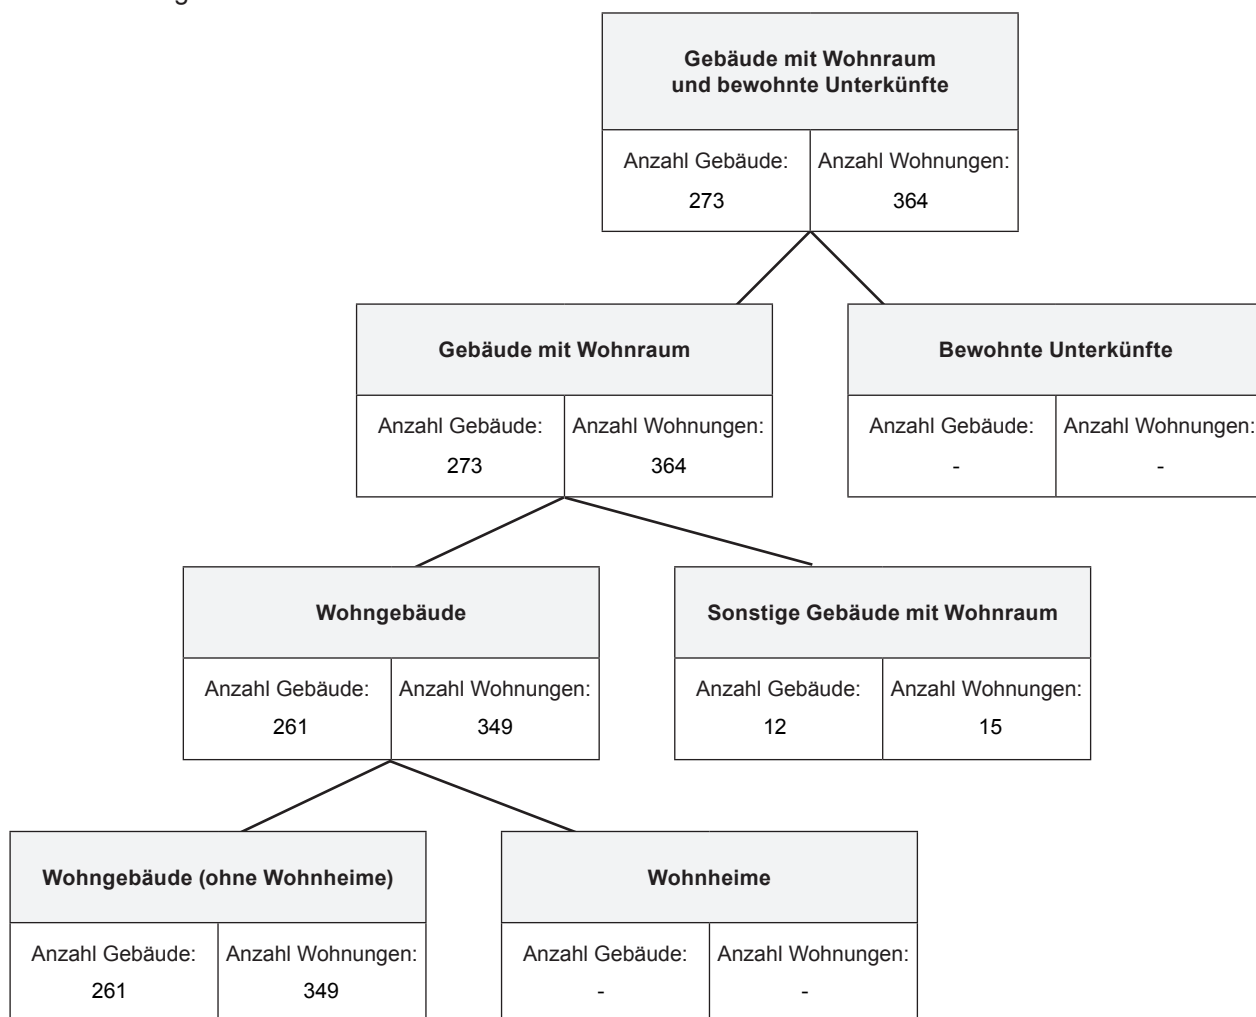 Gebäude mit Wohnraum
und bewohnte Unterkünfte
Anzahl Gebäude: Anzahl Wohnungen:
273 364
Gebäude mit Wohnraum
Anzahl Gebäude: Anzahl Wohnungen:
273 364
Bewohnte Unterkünfte
Anzahl Gebäude: Anzahl Wohnungen:
- -
Wohngebäude
Anzahl Gebäude: Anzahl Wohnungen:
261 349
Sonstige Gebäude mit Wohnraum
Anzahl Gebäude: Anzahl Wohnungen:
12 15
Wohngebäude (ohne Wohnheime)
Anzahl Gebäude: Anzahl Wohnungen:
261 349
Wohnheime
Anzahl Gebäude: Anzahl Wohnungen:
- -